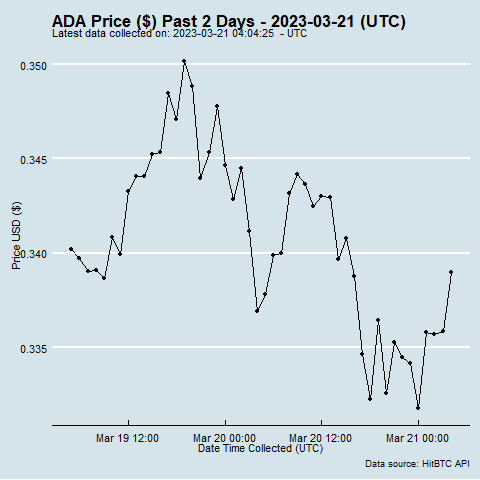 ADA Price ($) Past 2 Days - 2023-03-21 (UTC)
Latest data collected on: 2023-03-21 04:04:25  - UTC
0.350
0.345
0.340
0.335
Price USD ($)
Mar 19 12:00
Mar 20 00:00
Mar 20 12:00
Mar 21 00:00
Date Time Collected (UTC)
Data source: HitBTC API